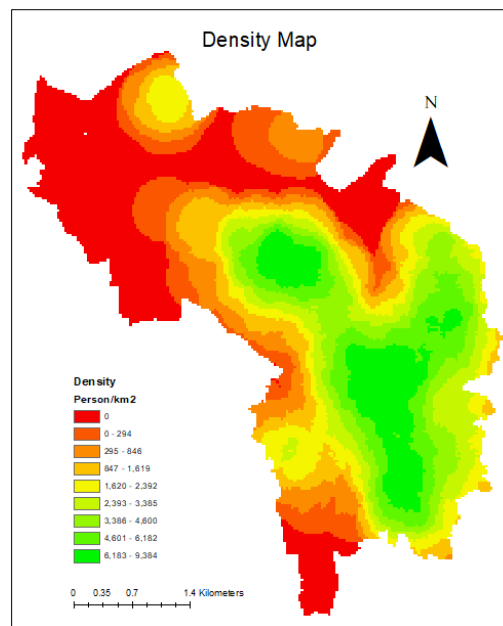 Density Map
N
Density
Person/km2
0
0 - 294
295 - 846
847 - 1,619
1,620 - 2,392
2,393 - 3,385
3,386 - 4,600
4,601 - 6,182
6,183 - 9,384
0 0.35 0.7 1.4 Kilometers